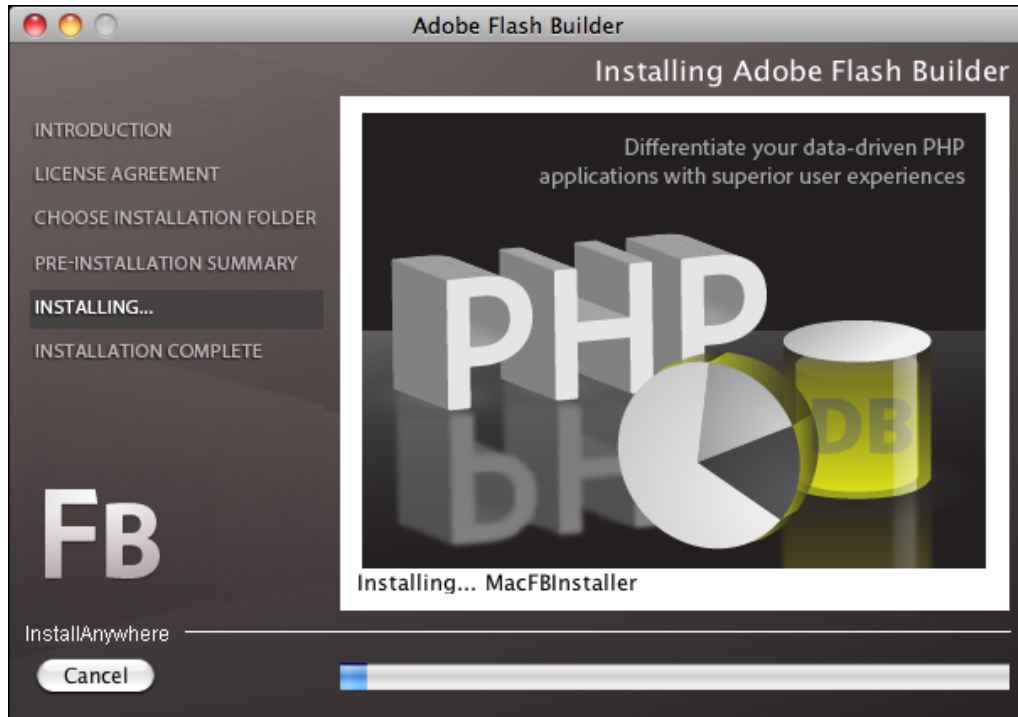 Adobe Flash Builder
Installing Adobe Flash Builder
INTRODUCTION
LICENSE AGREEMENT
CHOOSE INSTALLATION FOLDER
PRE-INSTALLATION SUMMARY
INSTALLING...
INSTALLATION COMPLETE
Differentiate your data-driven PHP
applications with superior user experiences
PHP
DB
FB
Installing... MacFBInstaller
InstallAnywhere
Cancel